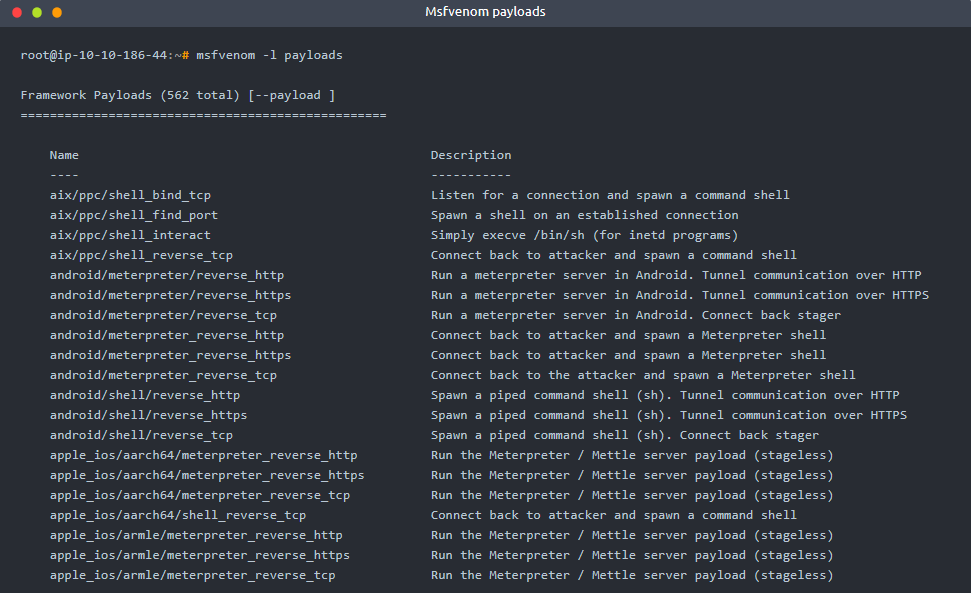 Msfvenom payloads
root@ip-10-10-186-44:~# msfvenom -l payloads
Framework Payloads (562 total) [--payload ]
==================================================
Name Description
---- -----------
aix/ppc/shell_bind_tcp Listen for a connection and spawn a command shell
aix/ppc/shell_find_port Spawn a shell on an established connection
aix/ppc/shell_interact Simply execve /bin/sh (for inetd programs)
aix/ppc/shell_reverse_tcp Connect back to attacker and spawn a command shell
android/meterpreter/reverse_http Run a meterpreter server in Android. Tunnel communication over HTTP
android/meterpreter/reverse_https Run a meterpreter server in Android. Tunnel communication over HTTPS
android/meterpreter/reverse_tcp Run a meterpreter server in Android. Connect back stager
android/meterpreter_reverse_http Connect back to attacker and spawn a Meterpreter shell
android/meterpreter_reverse_https Connect back to attacker and spawn a Meterpreter shell
android/meterpreter_reverse_tcp Connect back to the attacker and spawn a Meterpreter shell
android/shell/reverse_http Spawn a piped command shell (sh). Tunnel communication over HTTP
android/shell/reverse_https Spawn a piped command shell (sh). Tunnel communication over HTTPS
android/shell/reverse_tcp Spawn a piped command shell (sh). Connect back stager
apple_ios/aarch64/meterpreter_reverse_http Run the Meterpreter / Mettle server payload (stageless)
apple_ios/aarch64/meterpreter_reverse_https Run the Meterpreter / Mettle server payload (stageless)
apple_ios/aarch64/meterpreter_reverse_tcp Run the Meterpreter / Mettle server payload (stageless)
apple_ios/aarch64/shell_reverse_tcp Connect back to attacker and spawn a command shell
apple_ios/armle/meterpreter_reverse_http Run the Meterpreter / Mettle server payload (stageless)
apple_ios/armle/meterpreter_reverse_https Run the Meterpreter / Mettle server payload (stageless)
apple_ios/armle/meterpreter_reverse_tcp Run the Meterpreter / Mettle server payload (stageless)